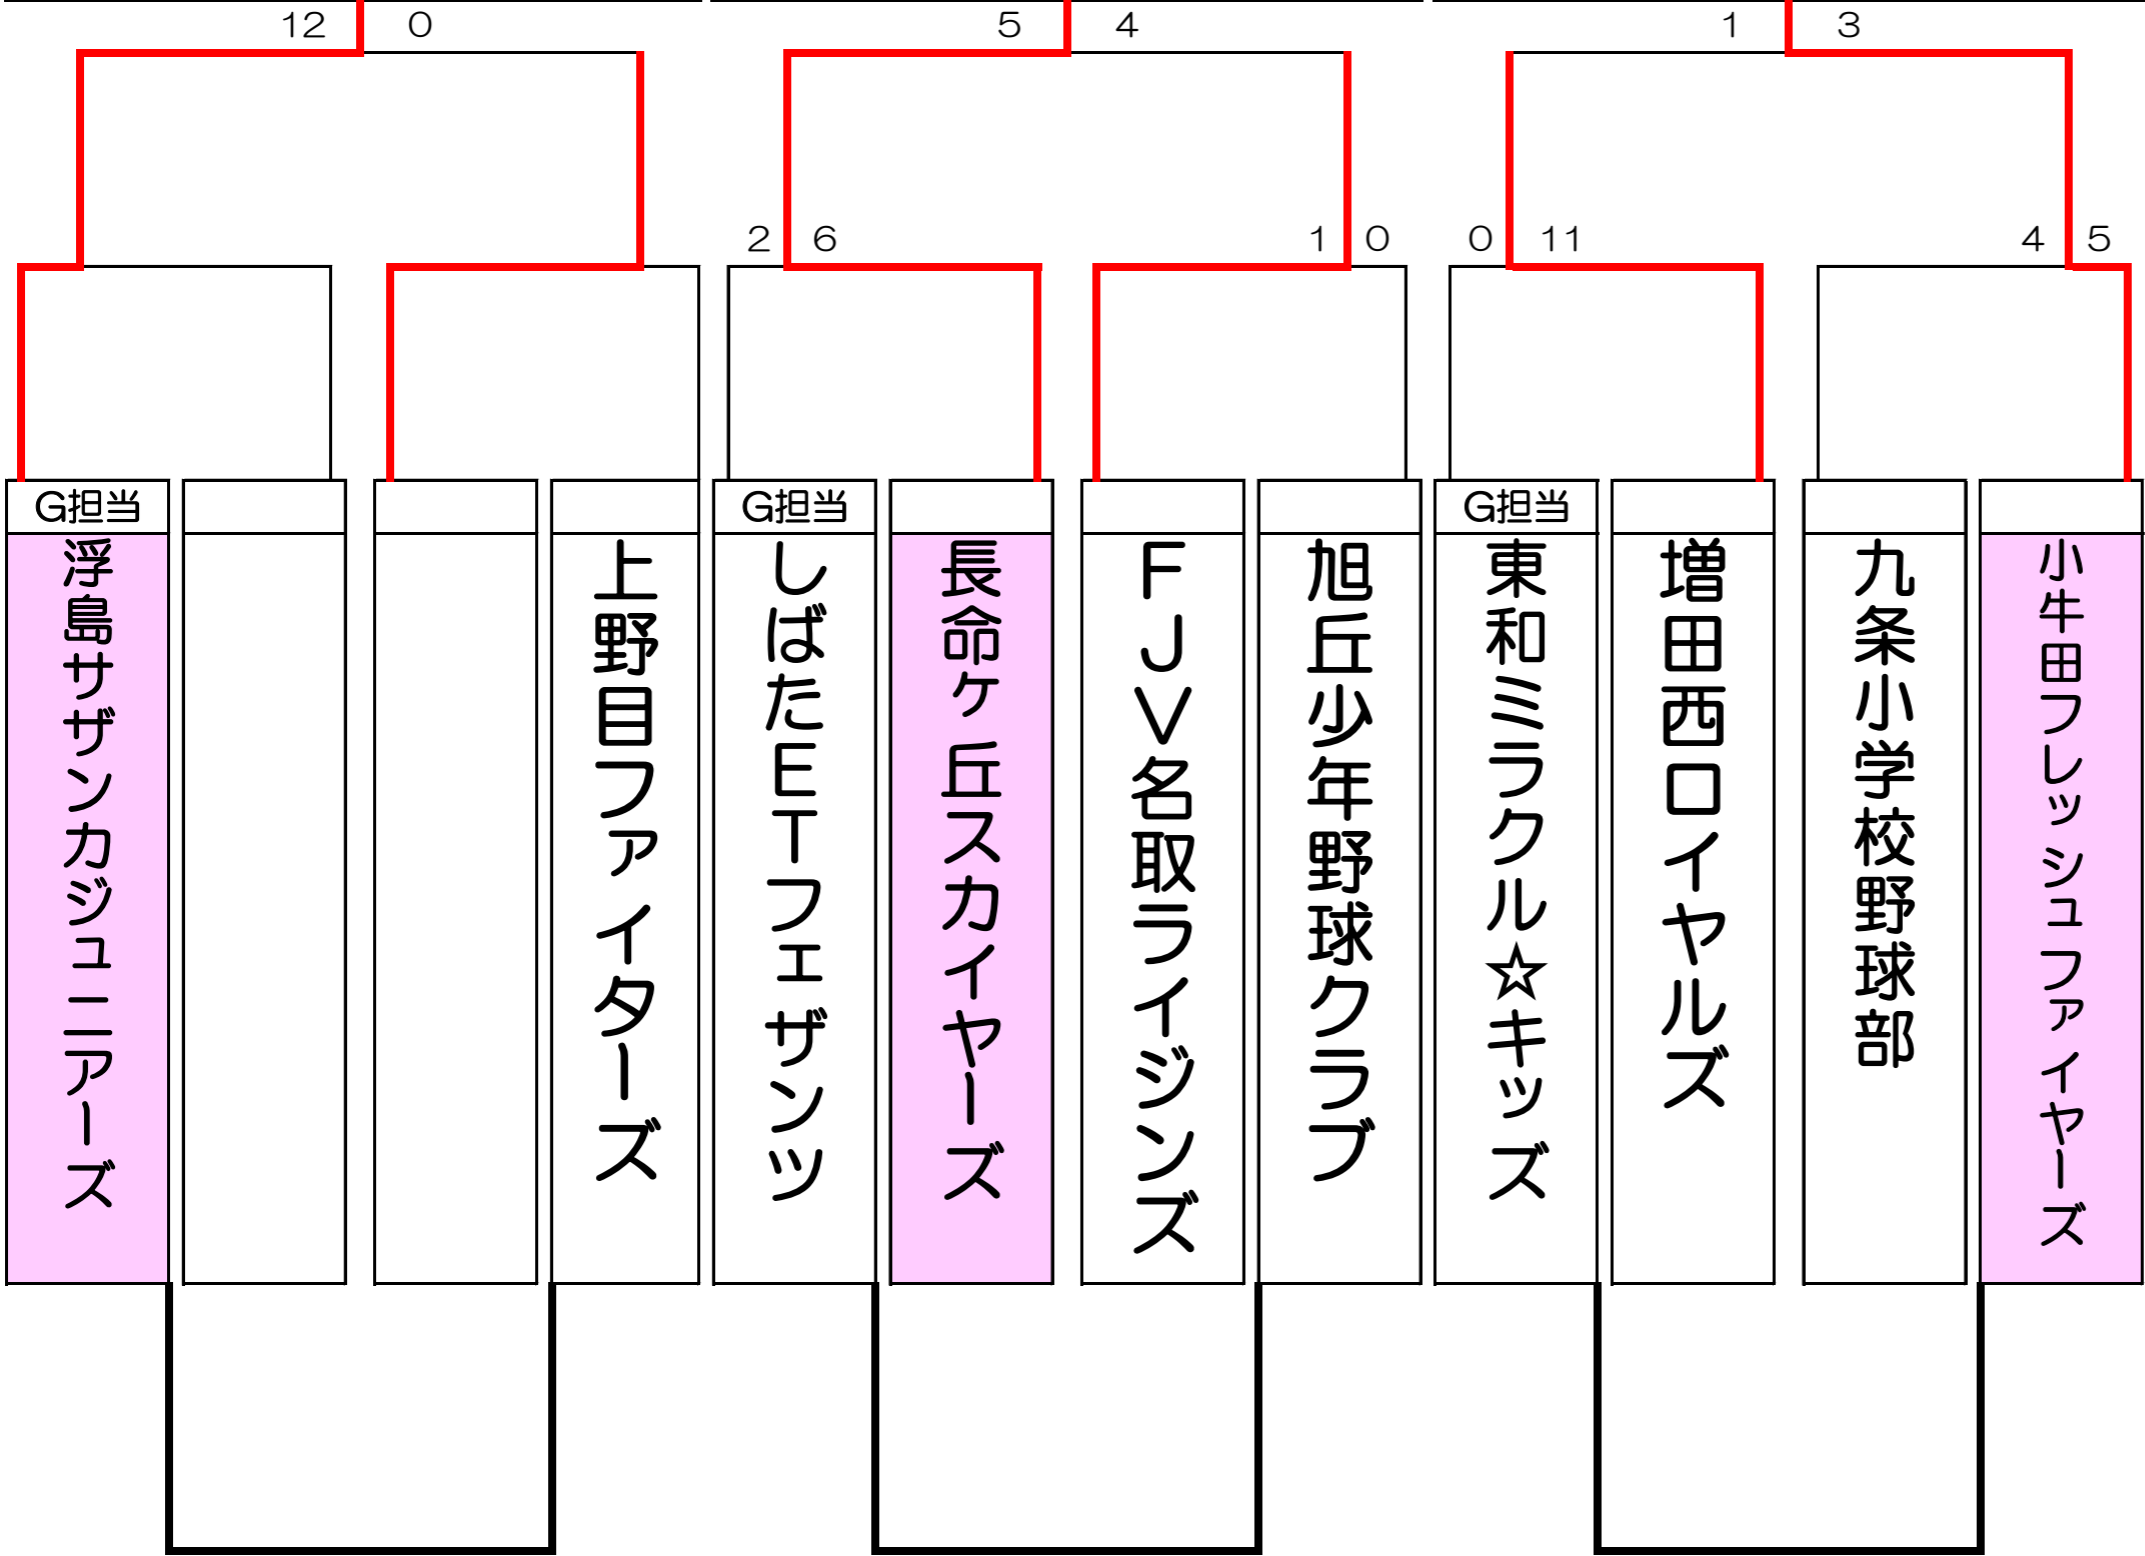 12 0 5 4 1 3
2 6 1 0 0 11 4 5
G担当 G担当 G担当
浮島サザンカジュニアーズ
上野目ファイターズ
しばたETフェザンツ
長命ケ丘スカイヤーズ
FJV名取ライジンズ
旭丘少年野球クラブ
東和ミラクル☆キッズ
増田西ロイヤルズ
九条小学校野球部
小牛田フレッシュファイヤーズ